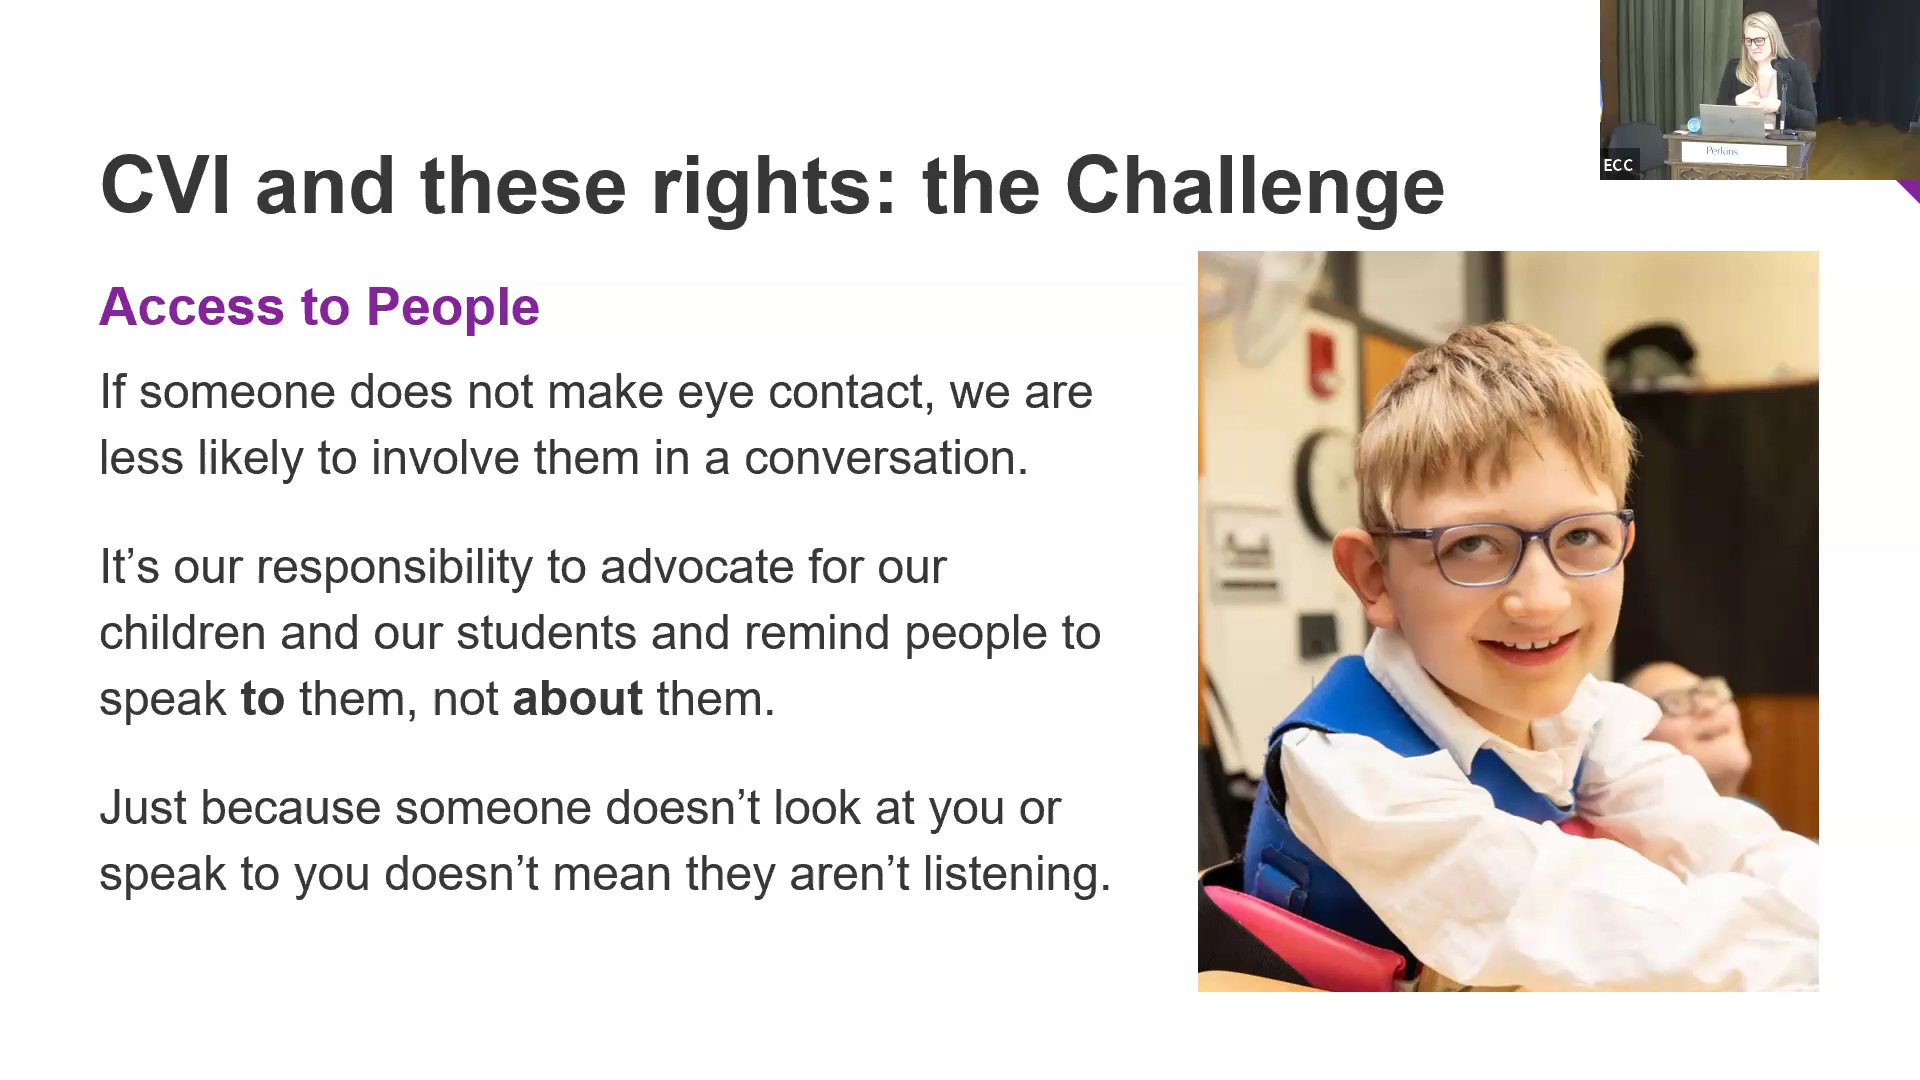 CVI and these rights: the Challenge
Access to People
If someone does not make eye contact, we are
less likely to involve them in a conversation.
It’s our responsibility to advocate for our
children and our students and remind people to
speak to them, not about them.
Just because someone doesn’t look at you or
speak to you doesn’t mean they aren’t listening.
Perkins
ECC